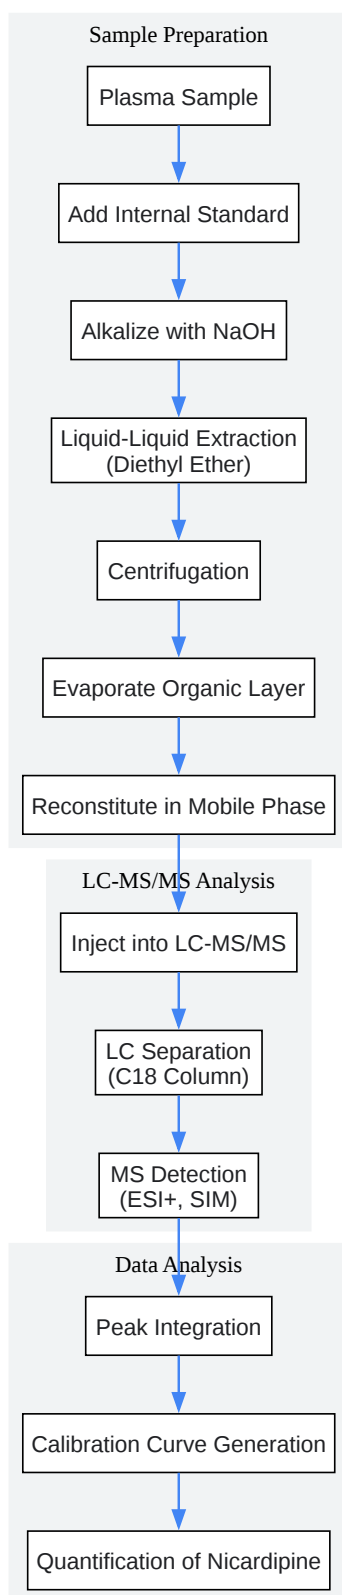 Sample Preparation
Plasma Sample
Add Internal Standard
Alkalize with NaOH
Liquid-Liquid Extraction
(Diethyl Ether)
Centrifugation
Evaporate Organic Layer
Reconstitute in Mobile Phase
LC-MS/MS Analysis
Inject into LC-MS/MS
LC Separation
(C18 Column)
MS Detection
(ESI+, SIM)
Data Analysis
Peak Integration
Calibration Curve Generation
Quantification of Nicardipine